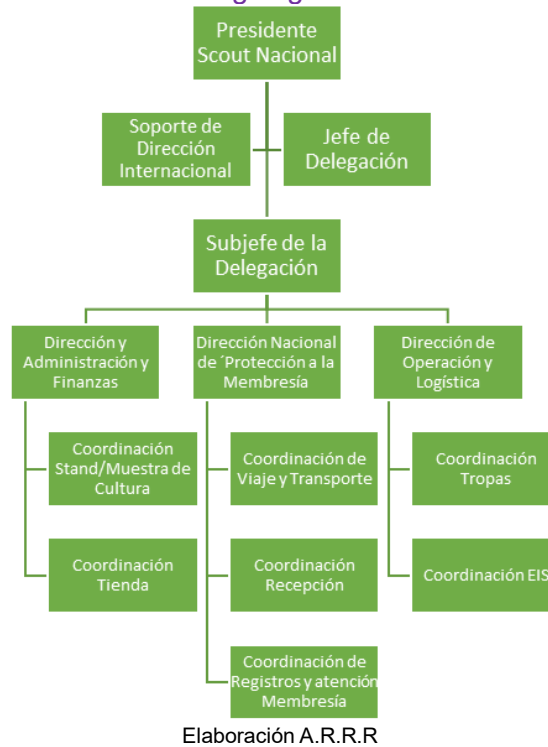 Presidente
Scout Nacional
Soporte de
Dirección
Internacional
Jefe de
Delegación
Subjefe de la
Delegación
Dirección y
Administración y
Finanzas
Dirección Nacional
de ´Protección a la
Membresía
Dirección de
Operación y
Logística
Coordinación
Stand/Muestra de
Cultura
Coordinación de
Viaje y Transporte
Coordinación
Tropas
Coordinación
Tienda
Coordinación
Recepción
Coordinación EIS
Coordinación de
Registros y atención
Membresía
Elaboración A.R.R.R